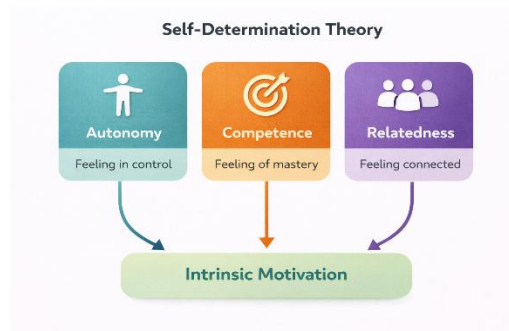 Self-Determination Theory
Autonomy
Feeling in control
Competence
Feeling of mastery
Relatedness
Feeling connected
Intrinsic Motivation